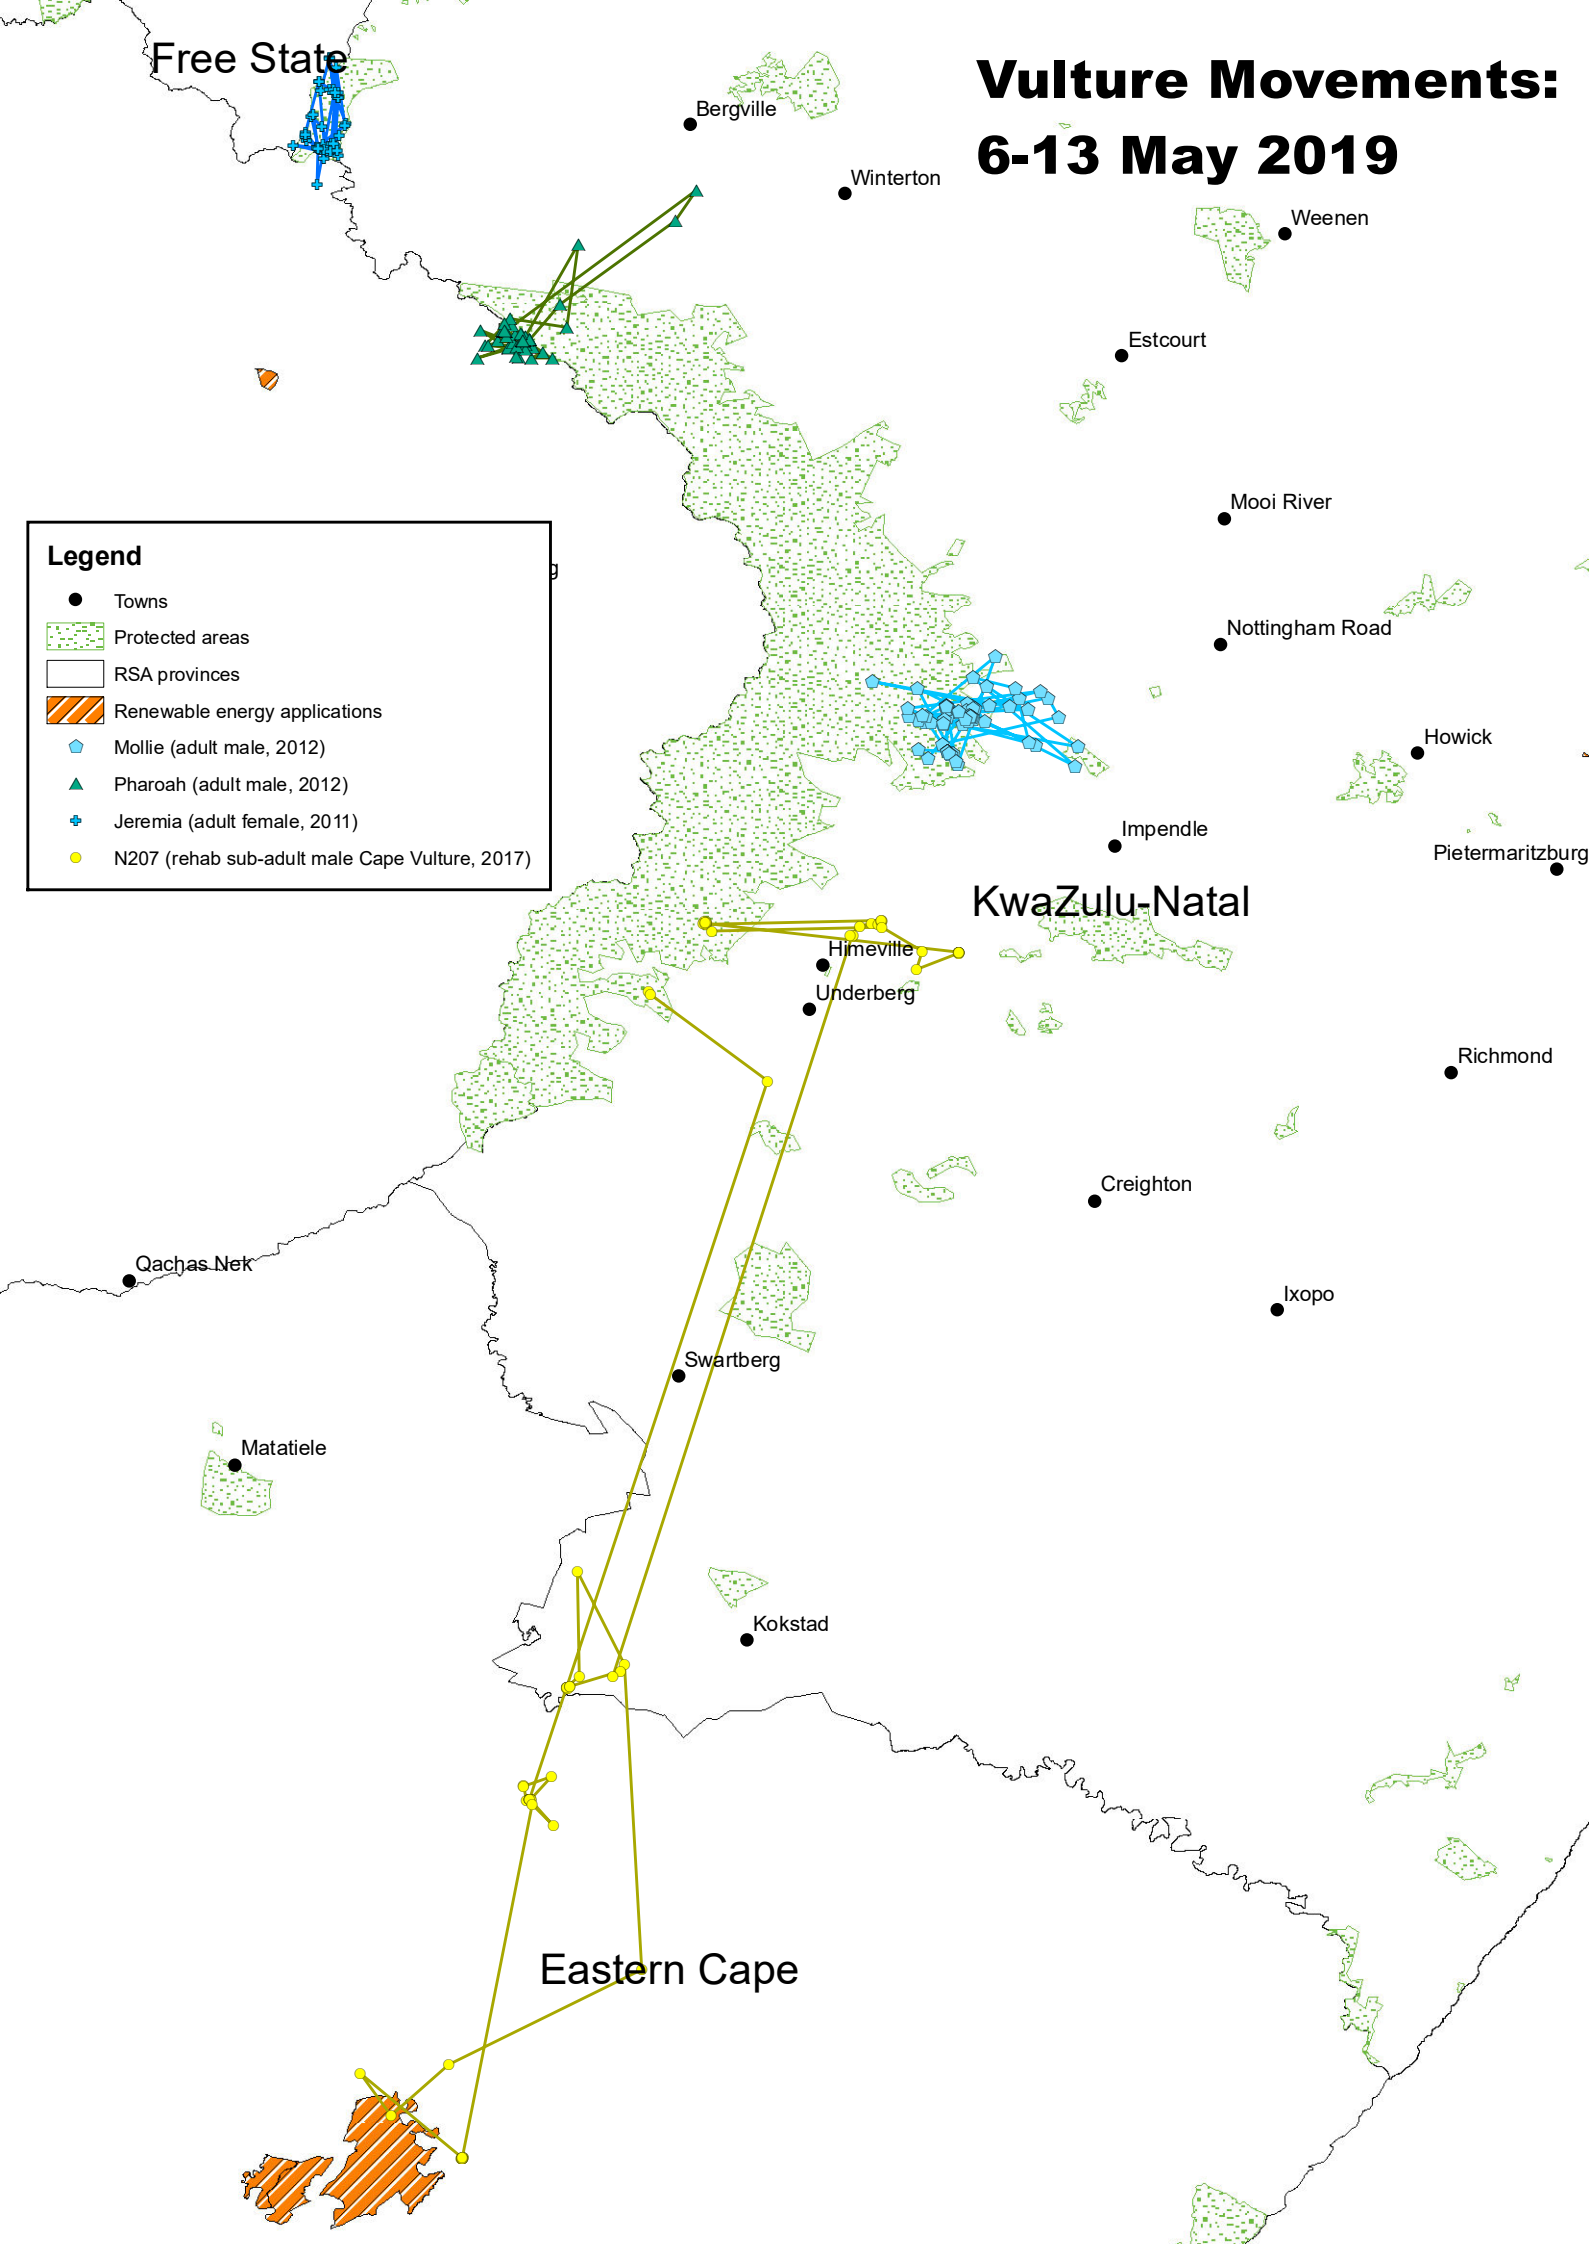 Free State
Vulture Movements:
6-13 May 2019
Bergville
Winterton
Weenen
Estcourt
Mooi River
Legend
g
Towns
Protected areas
RSA provinces
Renewable energy applications
Mollie (adult male, 2012)
Pharoah (adult male, 2012)
Jeremia (adult female, 2011)
N207 (rehab sub-adult male Cape Vulture, 2017)
Nottingham Road
Howick
Impendle
Pietermaritzburg
KwaZulu-Natal
Himeville
Underberg
Richmond
Creighton
Qachas Nek
Ixopo
Swartberg
Matatiele
Kokstad
Eastern Cape